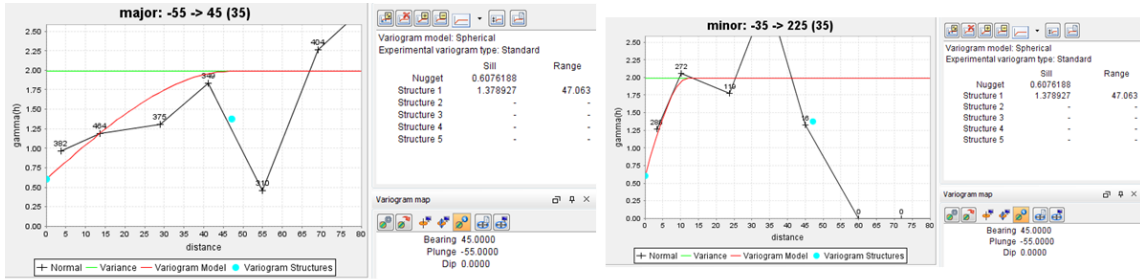 major: -55 -> 45 (35)
gamma(h)
2.50
2.25
2.00
1.75
1.50
1.25
1.00
0.75
0.50
0.25
0.00
382
464
375
349
310
404
0 5 10 15 20 25 30 35 40 45 50 55 60 65 70 75 80
distance
Normal Variance Variogram Model Variogram Structures
Variogram model: Spherical
Experimental variogram type: Standard
Sill Range
Nugget 0.6076188
Structure 1 1.378927 47.063
Structure 2 - -
Structure 3 - -
Structure 4 - -
Structure 5 - -
Variogram map
Bearing 45.0000
Plunge -55.0000
Dip 0.0000
minor: -35 -> 225 (35)
gamma(h)
2.50
2.25
2.00
1.75
1.50
1.25
1.00
0.75
0.50
0.25
0.00
272
16
0
0
0 5 10 15 20 25 30 35 40 45 50 55 60 65 70 75 80
distance
Normal Variance Variogram Model Variogram Structures
Variogram model: Spherical
Experimental variogram type: Standard
Sill Range
Nugget 0.6076188
Structure 1 1.378927 47.063
Structure 2 - -
Structure 3 - -
Structure 4 - -
Structure 5 - -
Variogram map
Bearing 45.0000
Plunge -55.0000
Dip 0.0000